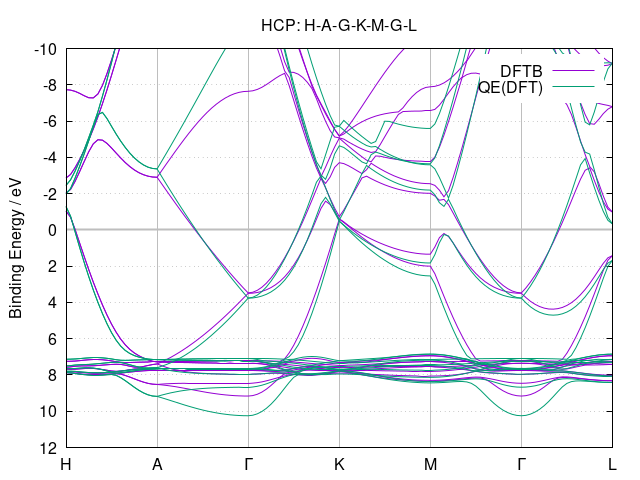 HCP: H-A-G-K-M-G-L
-10
-8
-6
-4
-2
0
2
4
6
8
10
12
Binding Energy / eV
DFTB
QE(DFT)
H A Γ K M Γ L